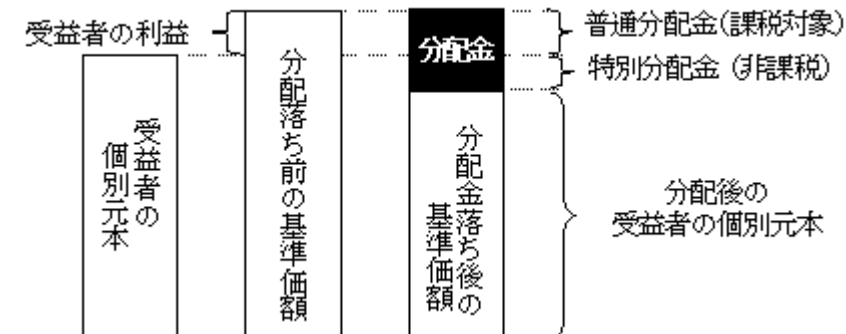 受益者の利益
受益者の
個別元本
分配落ち前の基準価額
分配金
分配金落ち後の
基準価額
普通分配金(課税対象)
特別分配金 (非課税)
分配後の
受益者の個別元本